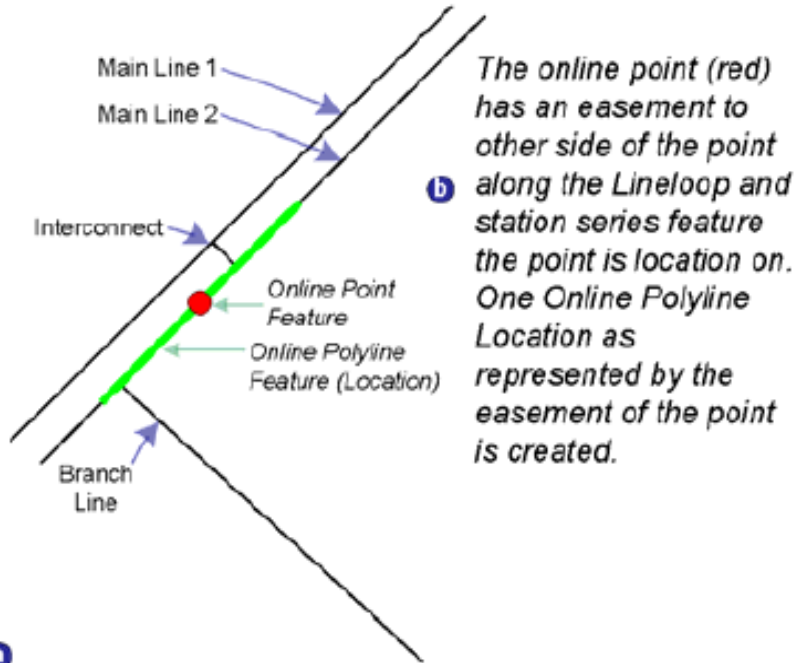 Main Line 1
Main Line 2
Interconnect
Online Point
Feature
Online Polyline
Feature (Location)
Branch
Line
b
The online point (red)
has an easement to
other side of the point
along the Lineloop and
station series feature
the point is location on.
One Online Polyline
Location as
represented by the
easement of the point
is created.